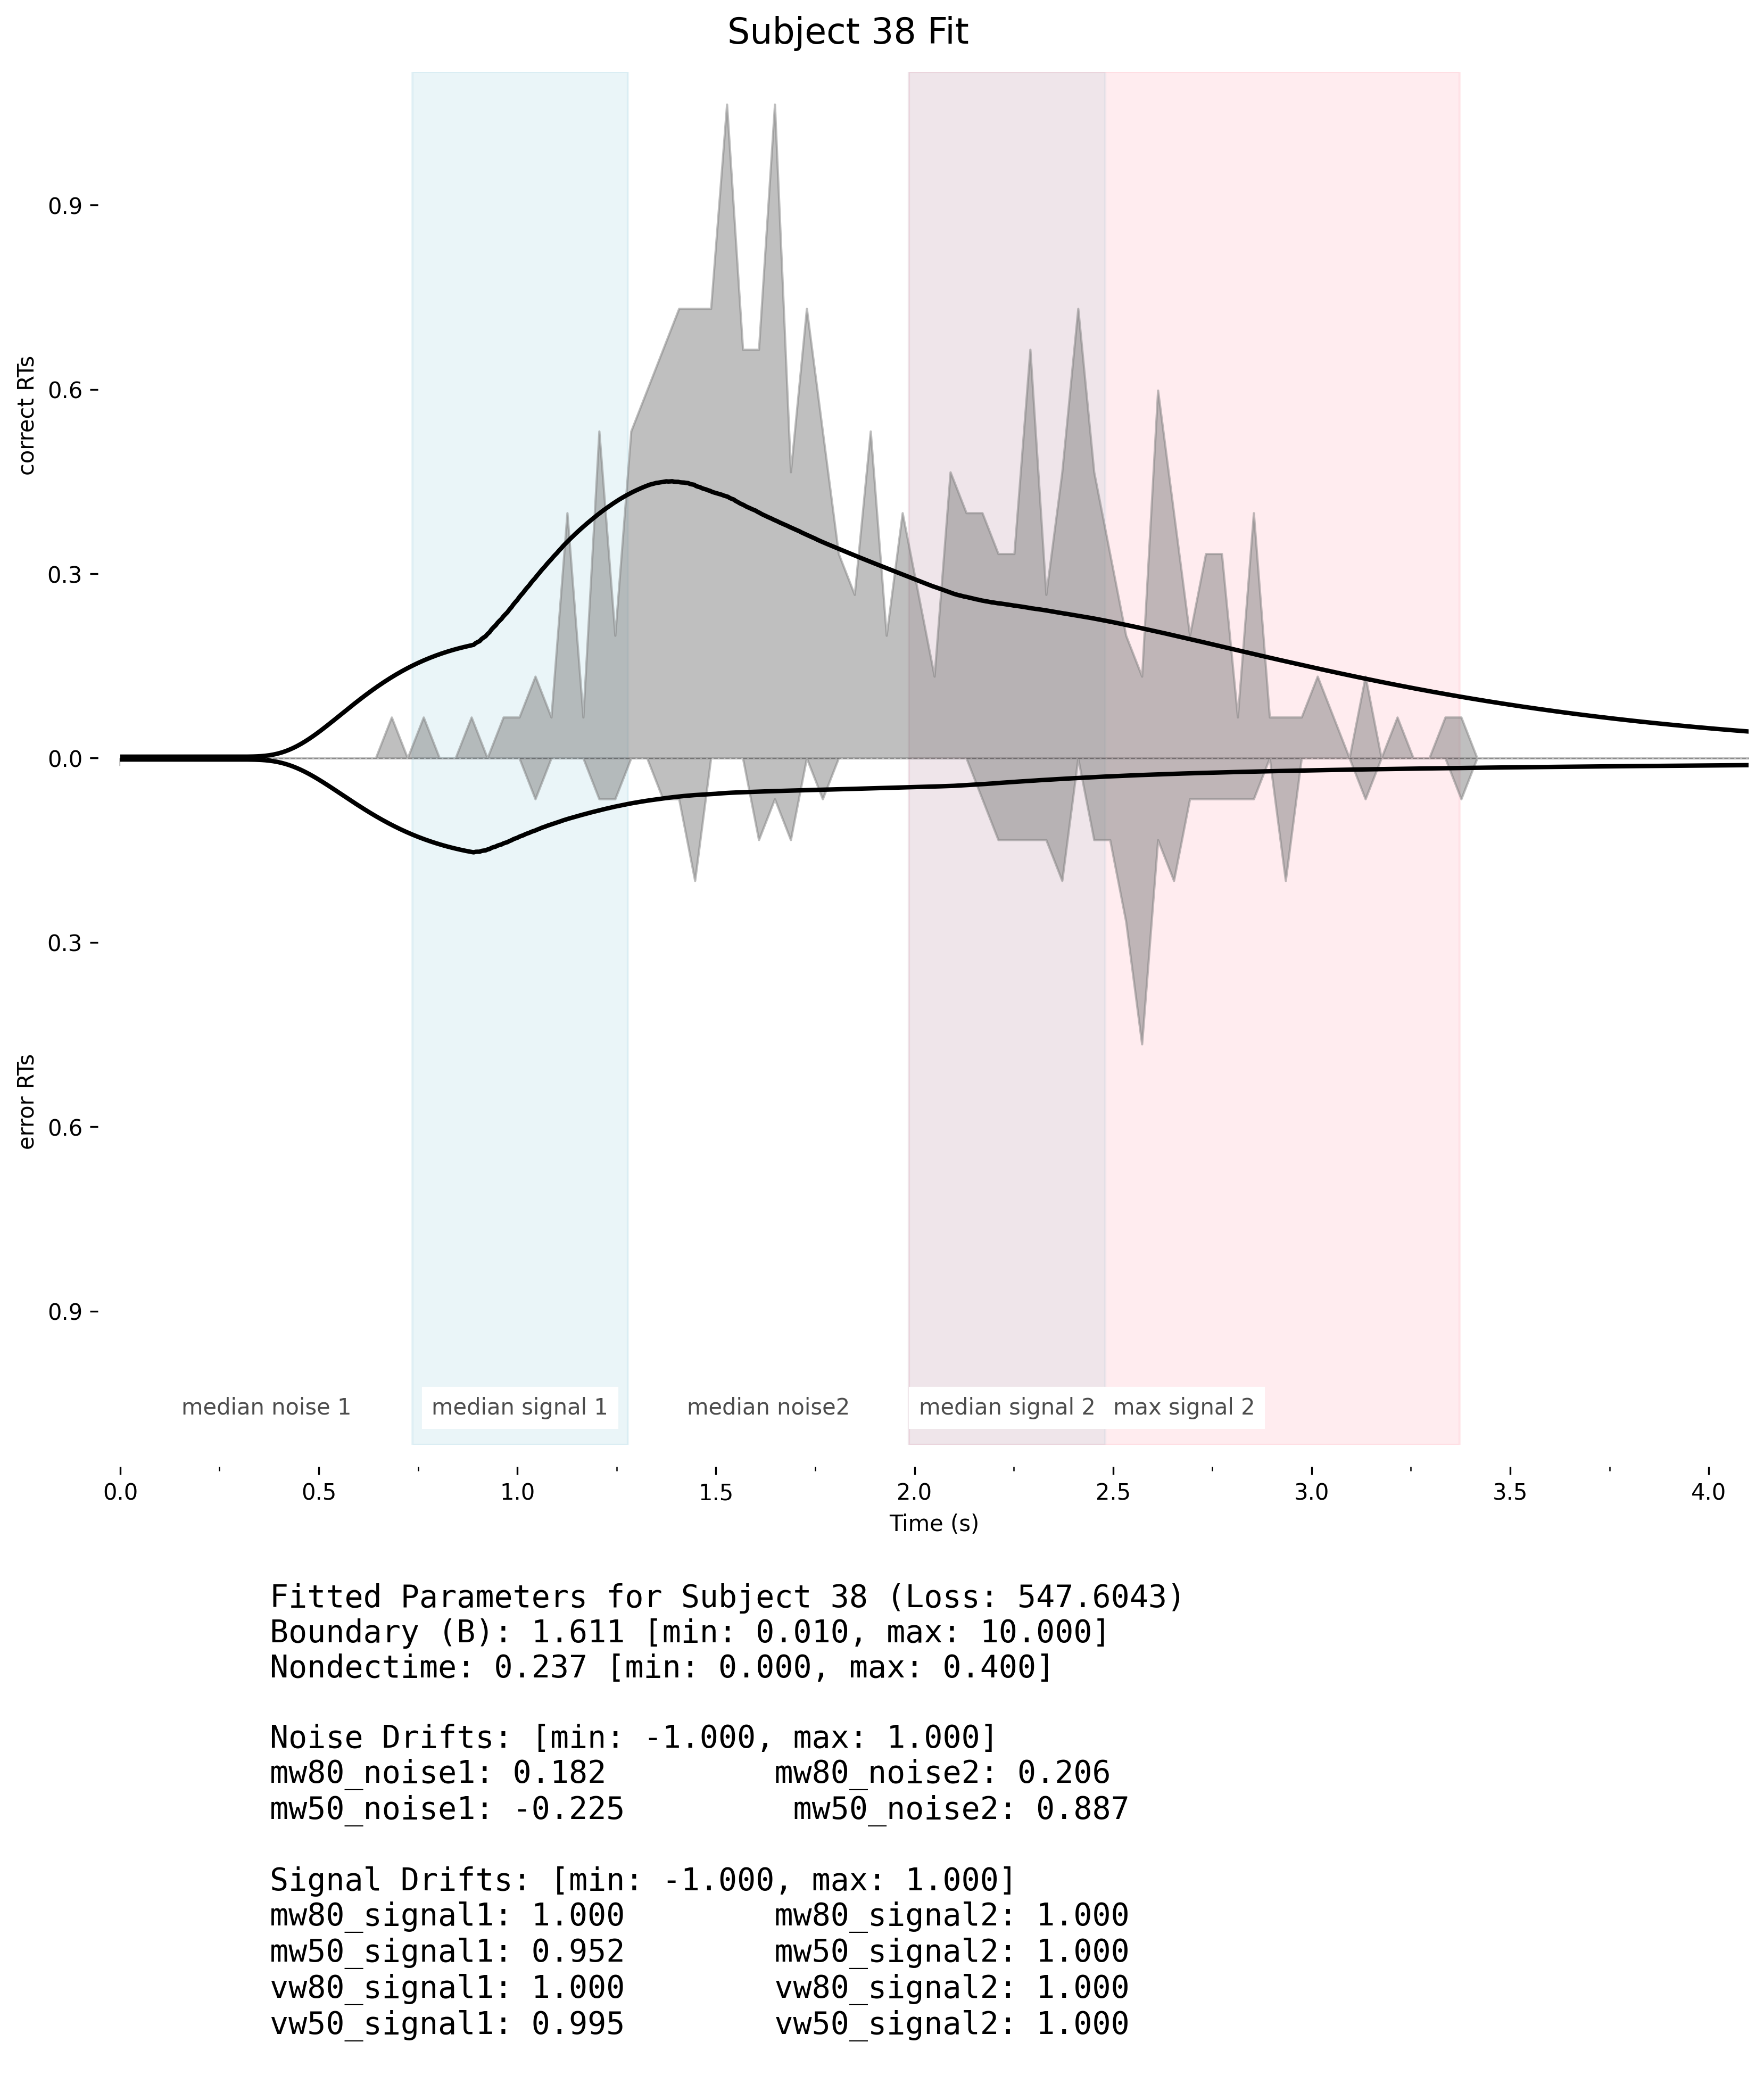 Subject 38 Fit
0.9
0.6
0.3
0.0
0.3
0.6
0.9
correct RTs
error RTs
median noise 1 median signal 1 median noise2 median signal 2 max signal 2
0.0 0.5 1.0 1.5 2.0 2.5 3.0 3.5 4.0
Time (s)
Fitted Parameters for Subject 38 (Loss: 547.6043)
Boundary (B): 1.611 [min: 0.010, max: 10.000]
Nondectime: 0.237 [min: 0.000, max: 0.400]
Noise Drifts: [min: -1.000, max: 1.000]
mw80_noise1: 0.182 mw80_noise2: 0.206
mw50_noise1: -0.225 mw50_noise2: 0.887
Signal Drifts: [min: -1.000, max: 1.000]
mw80_signal1: 1.000 mw80_signal2: 1.000
mw50_signal1: 0.952 mw50_signal2: 1.000
vw80_signal1: 1.000 vw80_signal2: 1.000
vw50_signal1: 0.995 vw50_signal2: 1.000